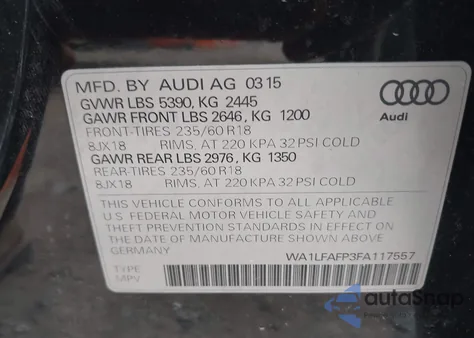 MFD. BY AUDI AG 03 15
GVWR LBS 5390, KG 2445
GAWR FRONT LBS 2646, KG 1200
FRONT-TIRES 235/60 R18
8JX18 RIMS, AT 220 KPA 32 PSI COLD
GAWR REAR LBS 2976, KG 1350
REAR-TIRES 235/60 R18
8JX18 RIMS, AT 220 KPA 32 PSI COLD
Audi
THIS VEHICLE CONFORMS TO ALL APPLICABLE
U.S. FEDERAL MOTOR VEHICLE SAFETY AND
THEFT PREVENTION STANDARDS IN EFFECT ON
THE DATE OF MANUFACTURE SHOWN ABOVE
GERMANY
WA1LFAFP3FA117557
TYPE
MPV
autoSnap